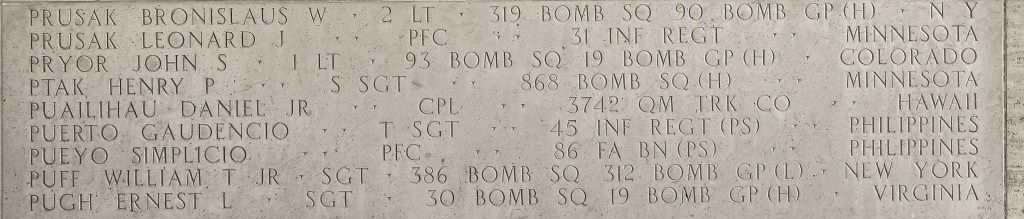 PRUSAK BRONISLAUS W · 2 LT · 319 BOMB SQ 90 BOMB GP (H) · N Y
PRUSAK LEONARD J · · PFC · · 31 INF REGT · · MINNESOTA
PRYOR JOHN S · 1 LT · 93 BOMB SQ 19 BOMB GP (H) · COLORADO
PTAK HENRY P · · S SGT · · 868 BOMB SQ (H) · · MINNESOTA
PUAILIHAU DANIEL JR · · CPL · · 3742 QM TRK CO · · HAWAII
PUERTO GAUDENCIO · · T SGT · · 45 INF REGT (PS) · · PHILIPPINES
PUEYO SIMPLICIO · · PFC · · 86 FA BN (PS) · · PHILIPPINES
PUFF WILLIAM T JR · SGT · 386 BOMB SQ 312 BOMB GP (L) · NEW YORK
PUGH ERNEST L · SGT · 30 BOMB SQ 19 BOMB GP (H) · VIRGINIA